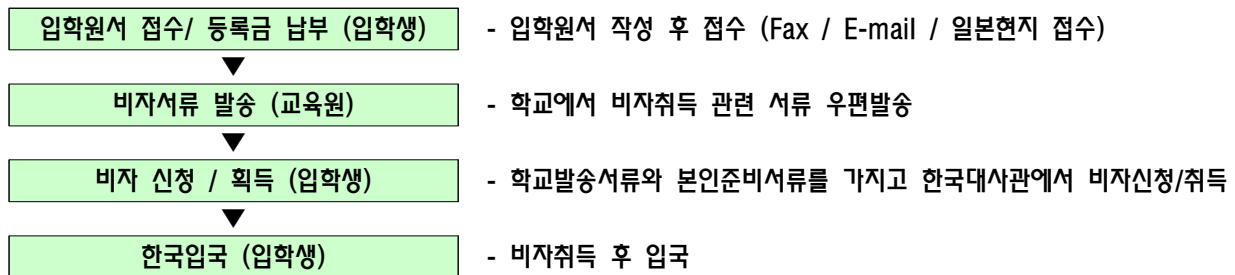 입학원서 접수/ 등록금 납부 (입학생) - 입학원서 작성 후 접수 (Fax / E-mail / 일본현지 접수)
비자서류 발송 (교육원) - 학교에서 비자취득 관련 서류 우편발송
비자 신청 / 획득 (입학생) - 학교발송서류와 본인준비서류를 가지고 한국대사관에서 비자신청/취득
한국입국 (입학생) - 비자취득 후 입국